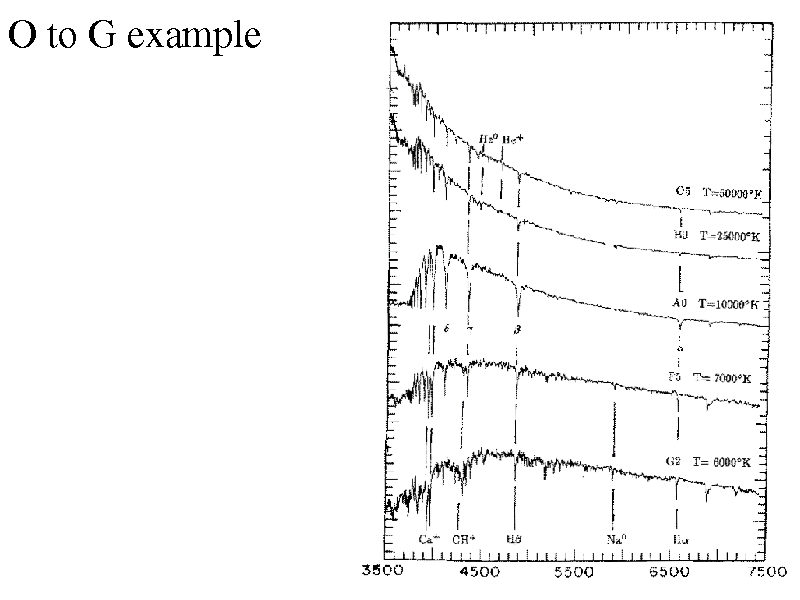 O to G example
He⁰ He⁺
O5 T=50000°K
B0 T=25000°K
A0 T=10000°K
δ γ β α
F5 T=7000°K
G2 T=6000°K
Ca⁺ CH⁺ Hβ Na⁰ Hα
3500 4500 5500 6500 7500